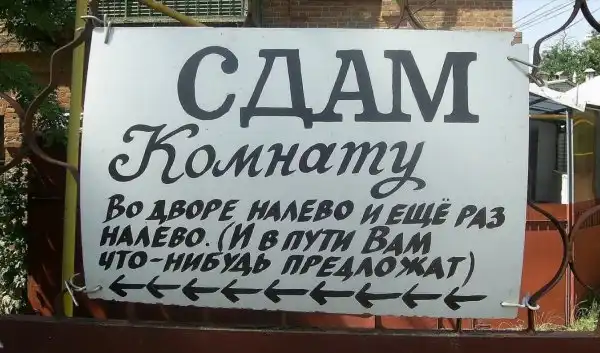 СДАМ
Комнату
Во дворе налево и ещё раз
налево. (И в пути Вам
что-нибудь предложат)